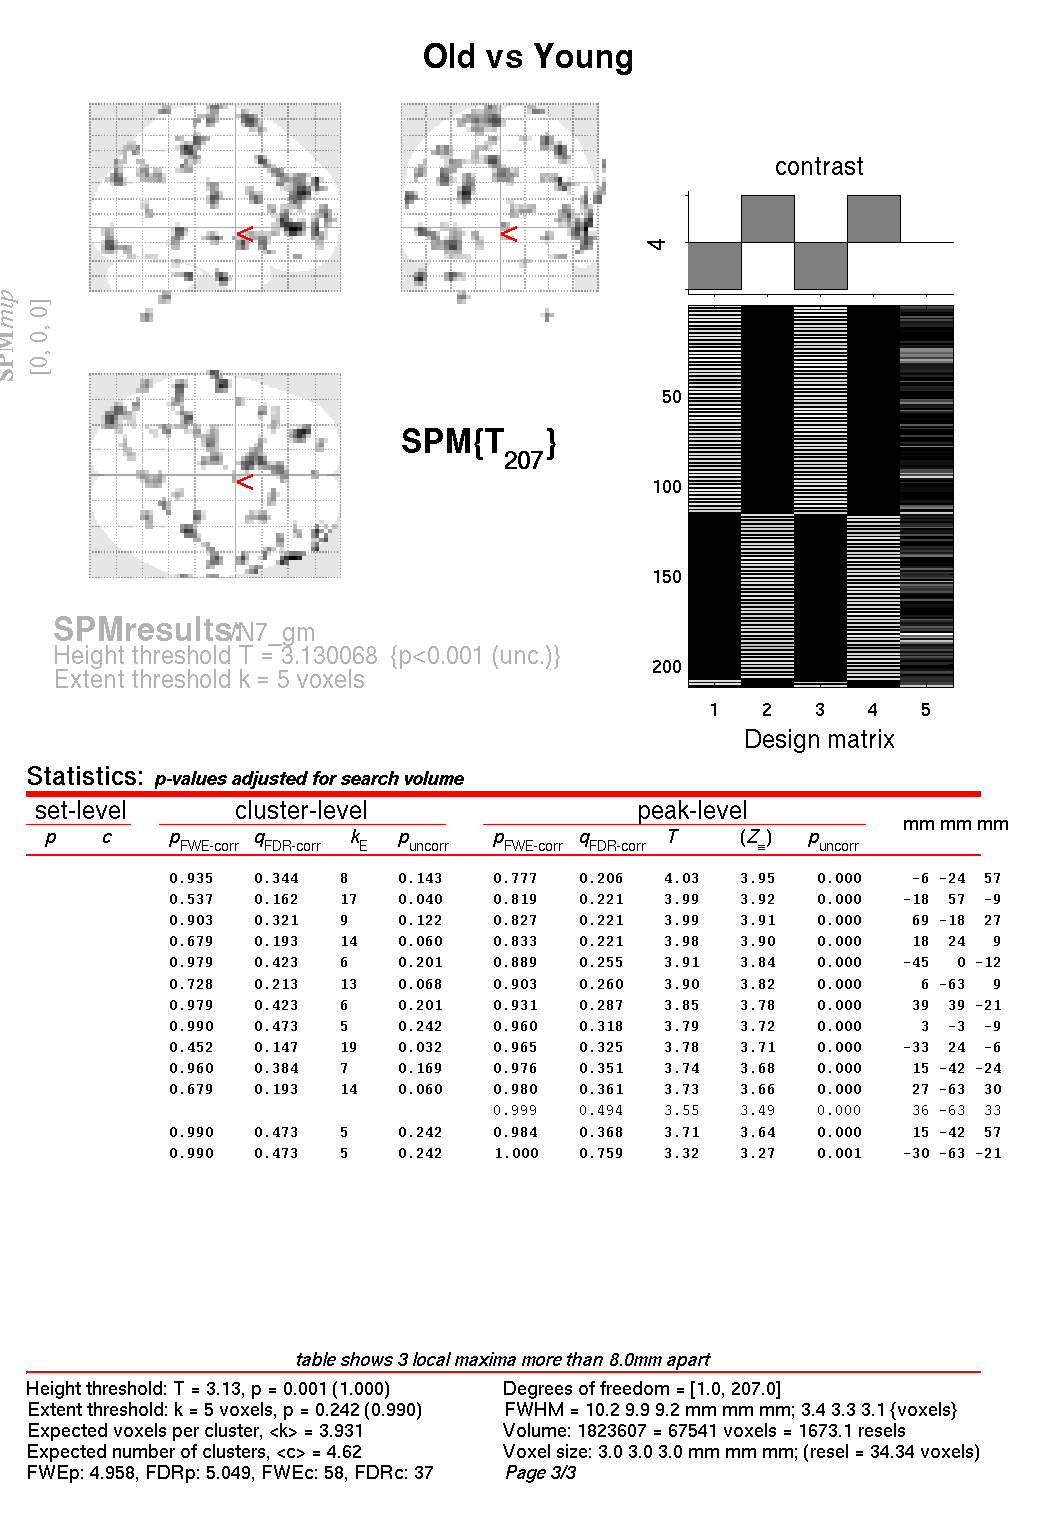 Old vs Young
contrast
4
SPMmip
[0, 0, 0]
<
<
<
SPM{T207}
50
100
150
200
1 2 3 4 5
Design matrix
SPMresults: \N7_gm
Height threshold T = 3.130068 {p<0.001 (unc.)}
Extent threshold k = 5 voxels
Statistics: p-values adjusted for search volume
set-level cluster-level peak-level
p c pFWE-corr qFDR-corr kE puncorr pFWE-corr qFDR-corr T (Z≡) puncorr mm mm mm
0.935 0.344 8 0.143 0.777 0.206 4.03 3.95 0.000 -6 -24 57
0.537 0.162 17 0.040 0.819 0.221 3.99 3.92 0.000 -18 57 -9
0.903 0.321 9 0.122 0.827 0.221 3.99 3.91 0.000 69 -18 27
0.679 0.193 14 0.060 0.833 0.221 3.98 3.90 0.000 18 24 9
0.979 0.423 6 0.201 0.889 0.255 3.91 3.84 0.000 -45 0 -12
0.728 0.213 13 0.068 0.903 0.260 3.90 3.82 0.000 6 -63 9
0.979 0.423 6 0.201 0.931 0.287 3.85 3.78 0.000 39 39 -21
0.990 0.473 5 0.242 0.960 0.318 3.79 3.72 0.000 3 -3 -9
0.452 0.147 19 0.032 0.965 0.325 3.78 3.71 0.000 -33 24 -6
0.960 0.384 7 0.169 0.976 0.351 3.74 3.68 0.000 15 -42 -24
0.679 0.193 14 0.060 0.980 0.361 3.73 3.66 0.000 27 -63 30
0.999 0.494 3.55 3.49 0.000 36 -63 33
0.990 0.473 5 0.242 0.984 0.368 3.71 3.64 0.000 15 -42 57
0.990 0.473 5 0.242 1.000 0.759 3.32 3.27 0.001 -30 -63 -21
table shows 3 local maxima more than 8.0mm apart
Height threshold: T = 3.13, p = 0.001 (1.000)
Extent threshold: k = 5 voxels, p = 0.242 (0.990)
Expected voxels per cluster, <k> = 3.931
Expected number of clusters, <c> = 4.62
FWEp: 4.958, FDRp: 5.049, FWEc: 58, FDRc: 37
Degrees of freedom = [1.0, 207.0]
FWHM = 10.2 9.9 9.2 mm mm mm; 3.4 3.3 3.1 {voxels}
Volume: 1823607 = 67541 voxels = 1673.1 resels
Voxel size: 3.0 3.0 3.0 mm mm mm; (resel = 34.34 voxels)
Page 3/3